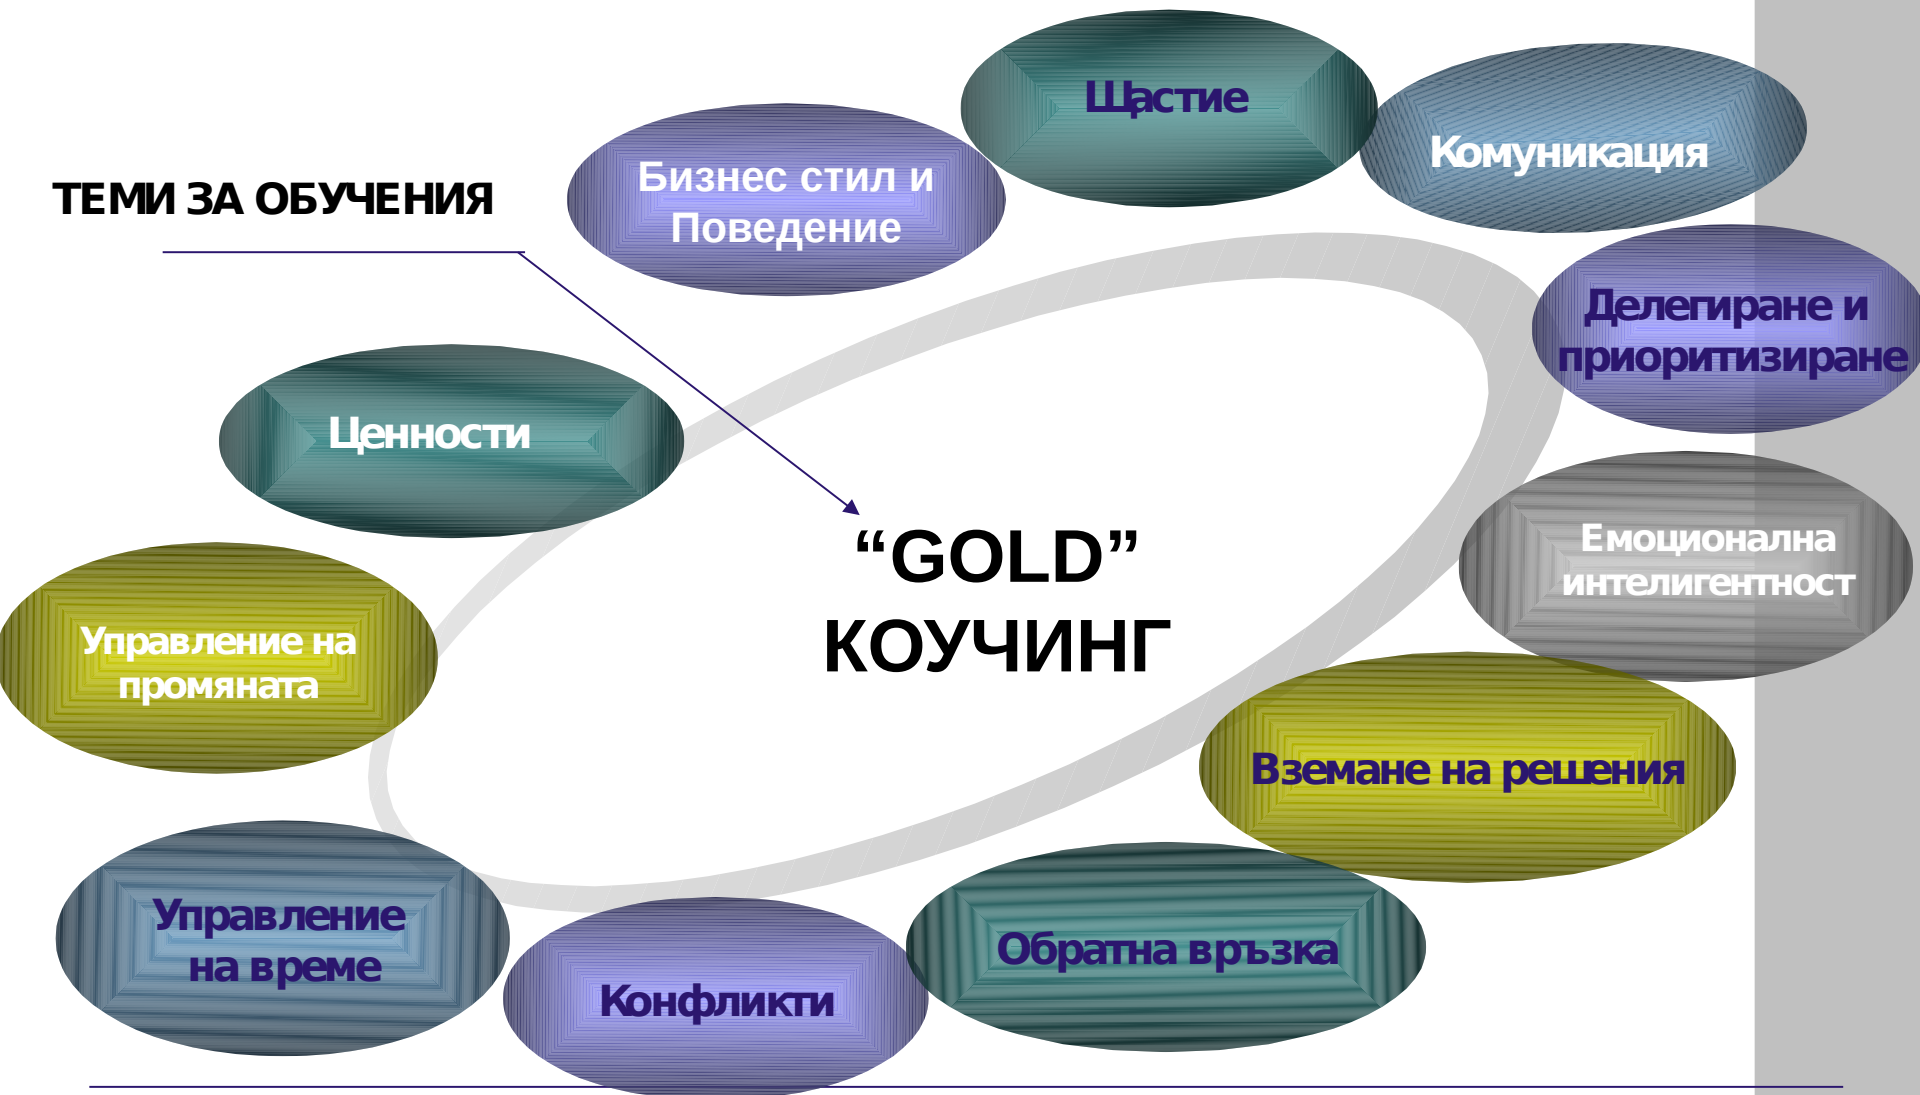 Щастие
Комуникация
Бизнес стил и
Поведение
ТЕМИ ЗА ОБУЧЕНИЯ
Делегиране и
приоритизиране
Ценности
Емоционална
интелигентност
“GOLD”
КОУЧИНГ
Управление на
промяната
Вземане на решения
Управление
на време
Обратна връзка
Конфликти